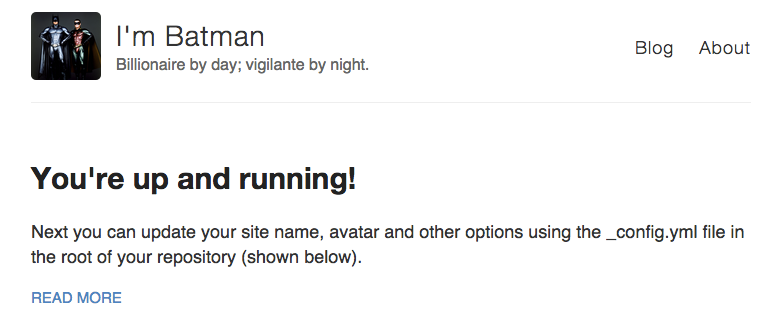 I'm Batman
Billionaire by day; vigilante by night.
Blog About
You're up and running!
Next you can update your site name, avatar and other options using the _config.yml file in
the root of your repository (shown below).
READ MORE